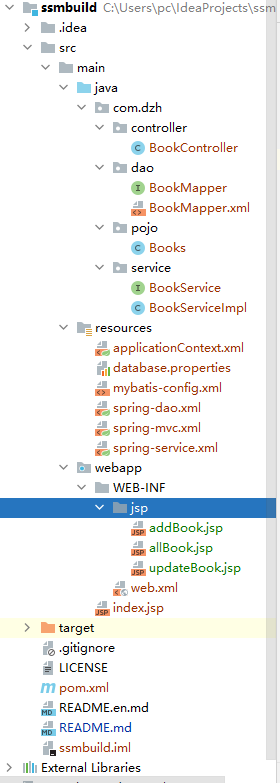 ssmbuild C:\Users\pc\IdeaProjects\ssm
.idea
src
main
java
com.dzh
controller
BookController
dao
BookMapper
BookMapper.xml
pojo
Books
service
BookService
BookServiceImpl
resources
applicationContext.xml
database.properties
mybatis-config.xml
spring-dao.xml
spring-mvc.xml
spring-service.xml
webapp
WEB-INF
jsp
addBook.jsp
allBook.jsp
updateBook.jsp
web.xml
index.jsp
target
.gitignore
LICENSE
pom.xml
README.en.md
README.md
ssmbuild.iml
External Libraries